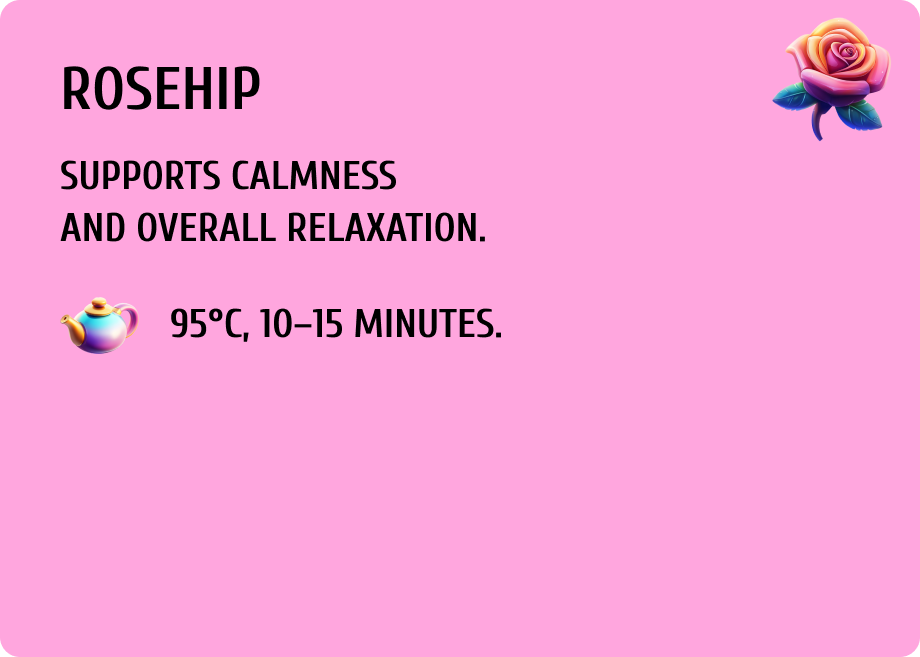 ROSEHIP
SUPPORTS CALMNESS
AND OVERALL RELAXATION.
95°C, 10–15 MINUTES.